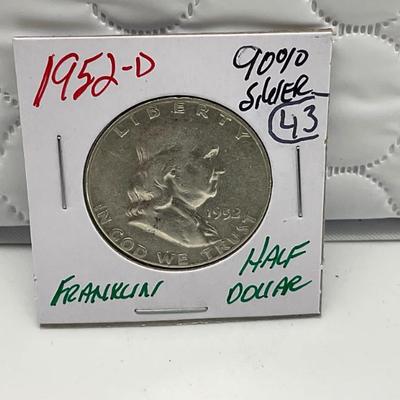 1952-D
90% SILVER
43
LIBERTY
1952
IN GOD WE TRUST
FRANKLIN
HALF
DOLLAR